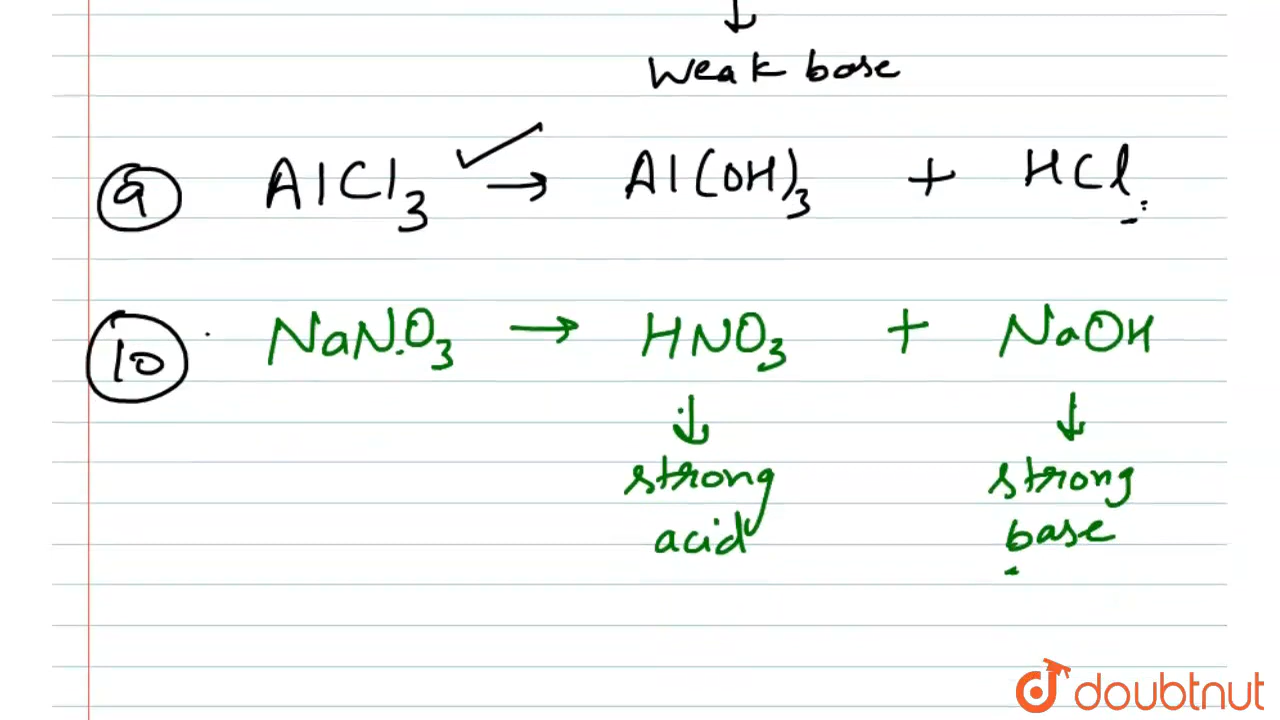 ↓
weak base
9 AlCl3 ✓ → Al(OH)3 + HCl
10 NaNO3 → HNO3 + NaOH
↓ ↓
strong strong
acid base
doubtnut